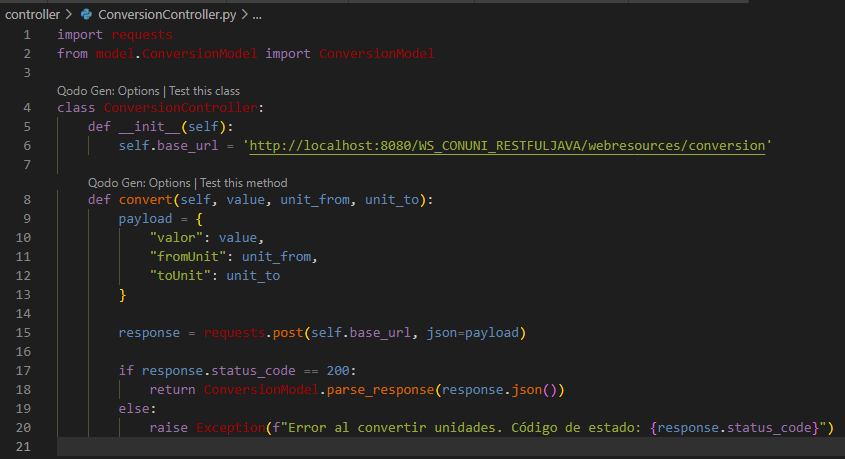 controller > ConversionController.py > ...
1 import requests
2 from model.ConversionModel import ConversionModel
3
Qodo Gen: Options | Test this class
4 class ConversionController:
5     def __init__(self):
6         self.base_url = 'http://localhost:8080/WS_CONUNI_RESTFULJAVA/webresources/conversion'
7
Qodo Gen: Options | Test this method
8     def convert(self, value, unit_from, unit_to):
9         payload = {
10             "valor": value,
11             "fromUnit": unit_from,
12             "toUnit": unit_to
13         }
14
15         response = requests.post(self.base_url, json=payload)
16
17         if response.status_code == 200:
18             return ConversionModel.parse_response(response.json())
19         else:
20             raise Exception(f"Error al convertir unidades. Código de estado: {response.status_code}")
21